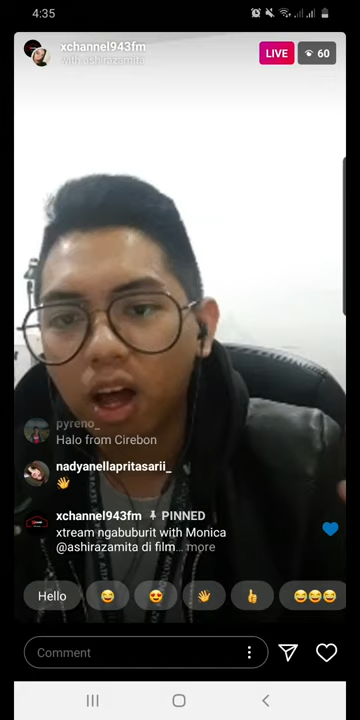 4:35
xchannel943fm
with ashirazamita
LIVE
60
pyreno_
Halo from Cirebon
nadyanellapritasarii_
👋
xchannel943fm PINNED
xtream ngabuburit with Monica
@ashirazamita di film... more
Hello 😂 😍 👋 👍 😂😂😂
Comment